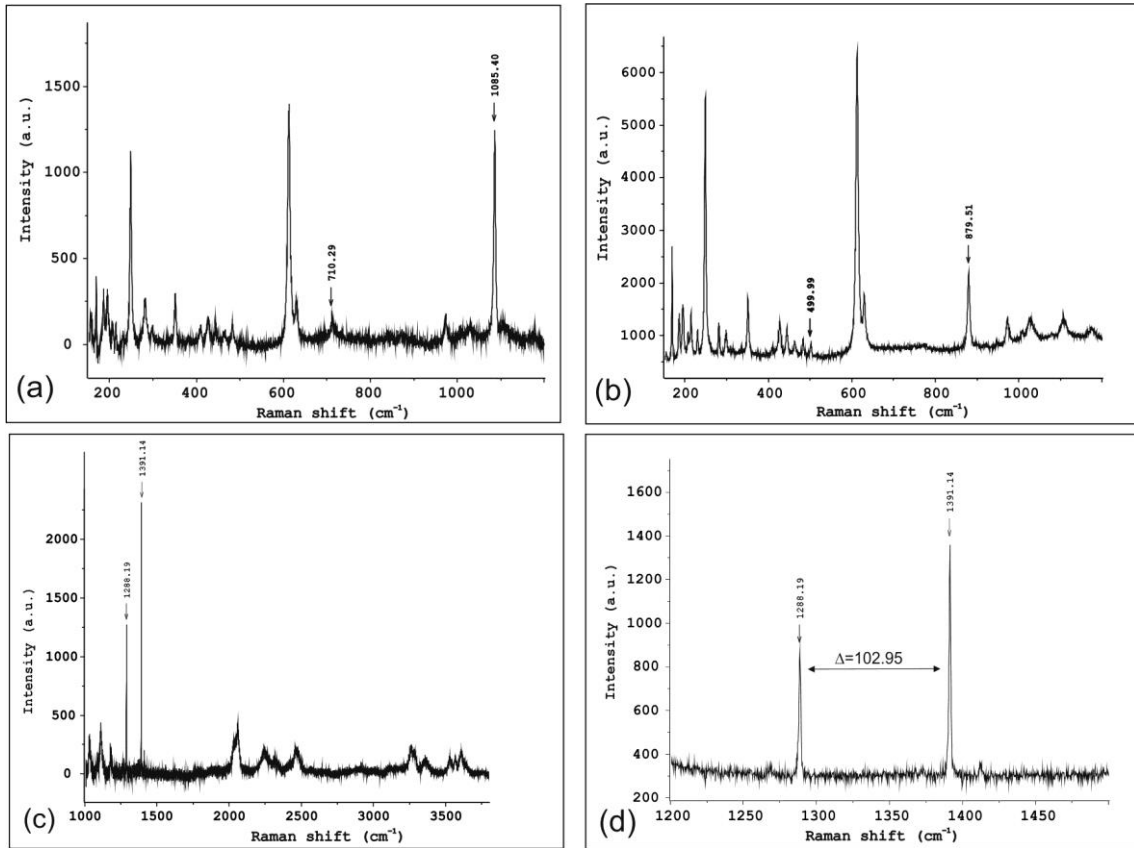 1085.40
710.29
1500
1000
500
0
Intensity (a.u.)
200 400 600 800 1000
Raman shift (cm⁻¹)
(a)
879.51
499.99
6000
5000
4000
3000
2000
1000
Intensity (a.u.)
200 400 600 800 1000
Raman shift (cm⁻¹)
(b)
1391.14
1288.19
2000
1500
1000
500
0
Intensity (a.u.)
1000 1500 2000 2500 3000 3500
Raman shift (cm⁻¹)
(c)
1391.14
1288.19
Δ=102.95
1600
1400
1200
1000
800
600
400
200
Intensity (a.u.)
1200 1250 1300 1350 1400 1450
Raman shift (cm⁻¹)
(d)